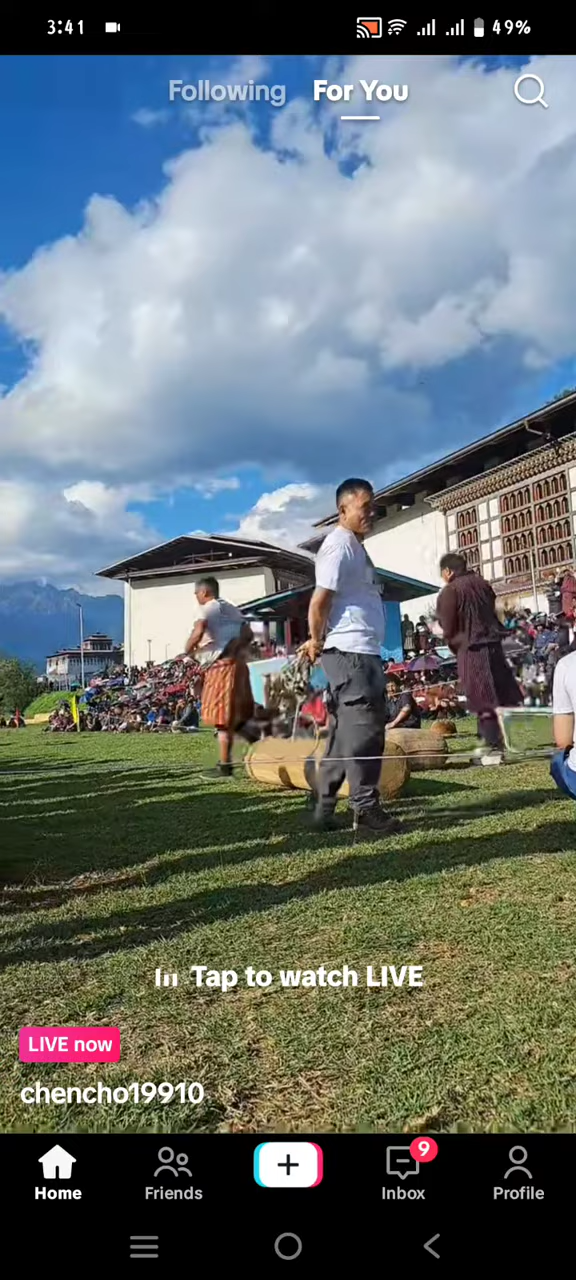 3:41
49%
Following For You
Tap to watch LIVE
LIVE now
chencho19910
9
Home Friends Inbox Profile